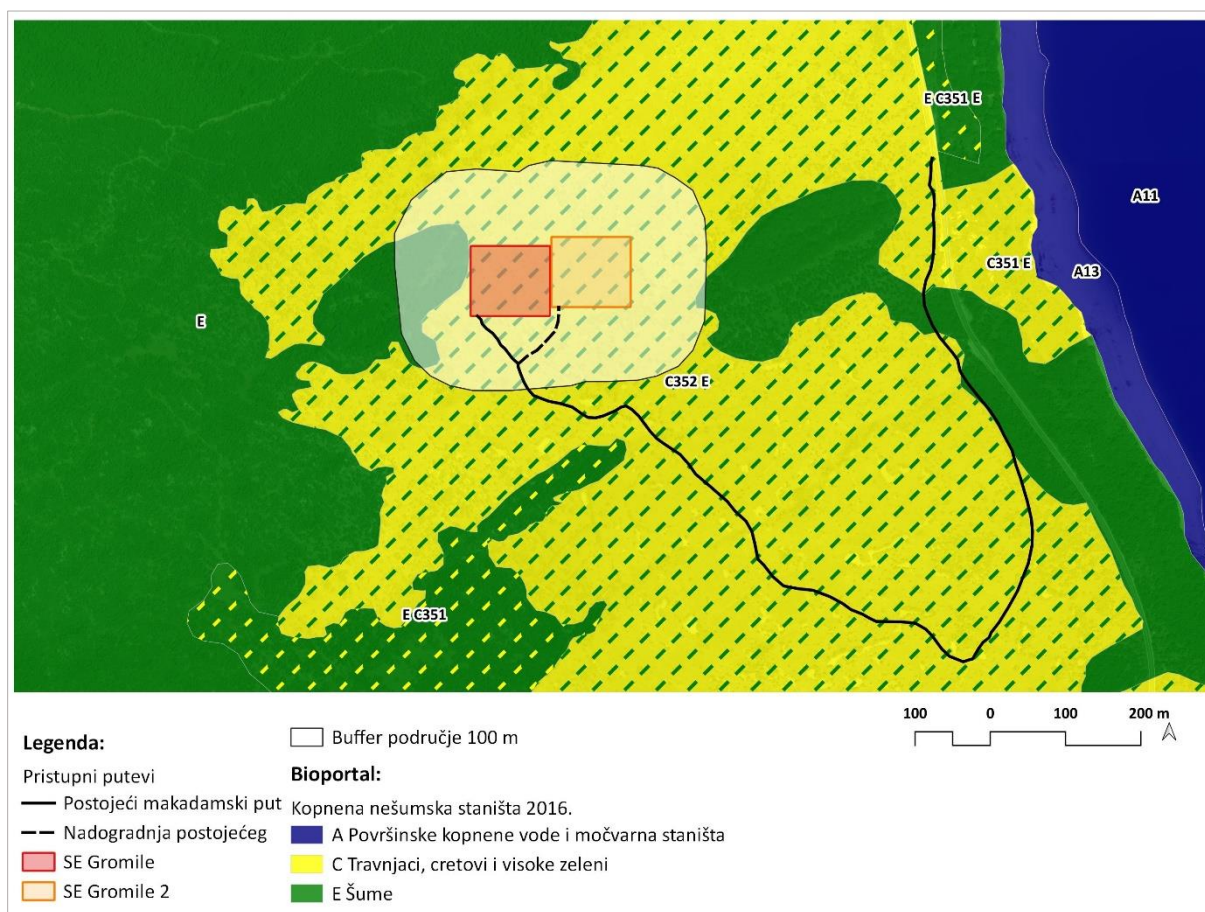 E C351 E
A11
C351 E
A13
E
C352 E
E C351
100 0 100 200 m
Legenda:
Pristupni putevi
Postojeći makadamski put
Nadogradnja postojećeg
SE Gromile
SE Gromile 2
Buffer područje 100 m
Bioportal:
Kopnena nešumska staništa 2016.
A Površinske kopnene vode i močvarna staništa
C Travnjaci, cretovi i visoke zeleni
E Šume